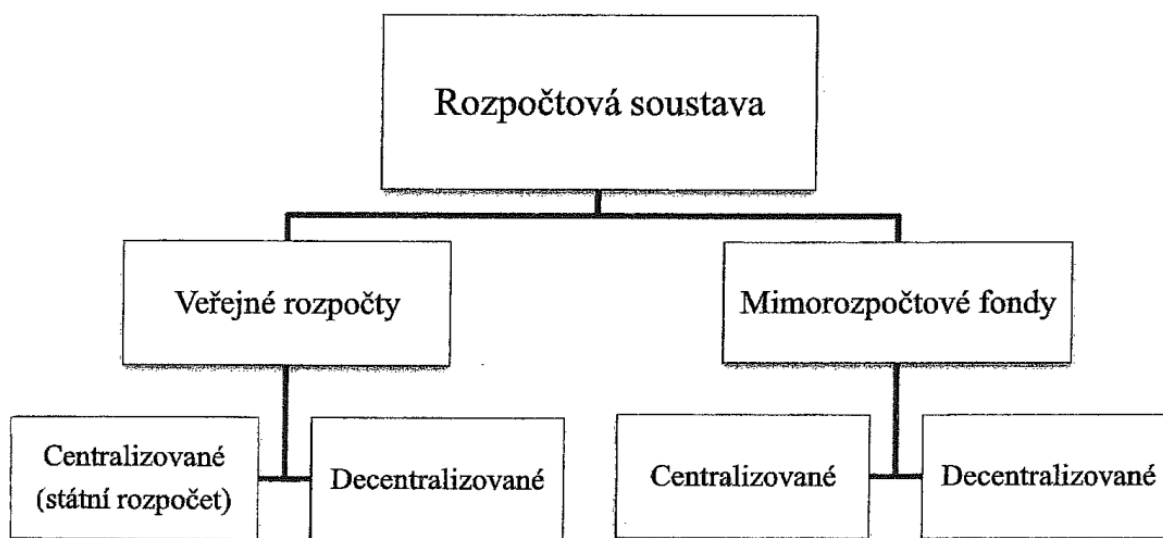 Rozpočtová soustava
Veřejné rozpočty
Mimorozpočtové fondy
Centralizované
(státní rozpočet)
Decentralizované
Centralizované
Decentralizované